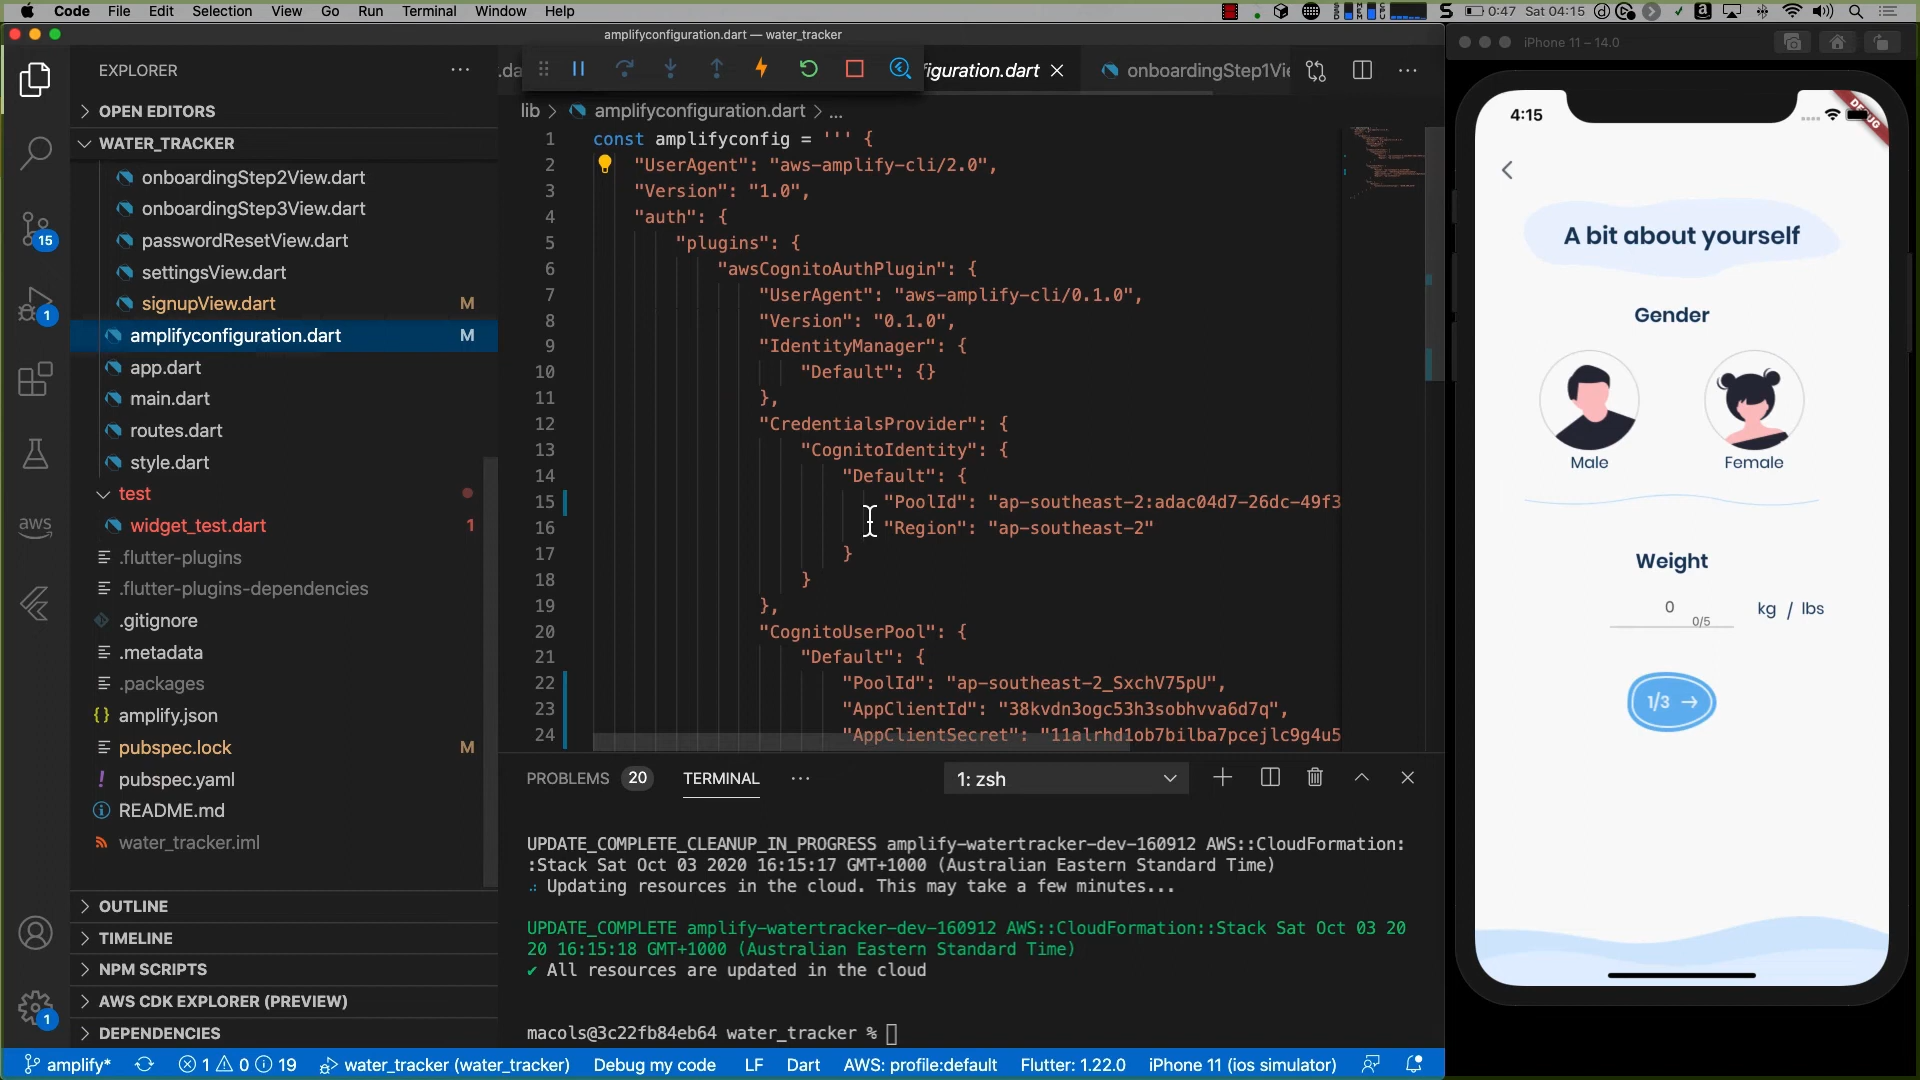 Code File Edit Selection View Go Run Terminal Window Help
0:47 Sat 04:15
amplifyconfiguration.dart — water_tracker
iPhone 11 – 14.0
EXPLORER
.da
iguration.dart
onboardingStep1Vi
OPEN EDITORS
WATER_TRACKER
onboardingStep2View.dart
onboardingStep3View.dart
passwordResetView.dart
settingsView.dart
signupView.dart M
amplifyconfiguration.dart M
app.dart
main.dart
routes.dart
style.dart
test
widget_test.dart 1
.flutter-plugins
.flutter-plugins-dependencies
.gitignore
.metadata
.packages
amplify.json
pubspec.lock M
pubspec.yaml
README.md
water_tracker.iml
OUTLINE
TIMELINE
NPM SCRIPTS
AWS CDK EXPLORER (PREVIEW)
DEPENDENCIES
15
1
aws
1
lib > amplifyconfiguration.dart > ...
1 const amplifyconfig = ''' {
2 "UserAgent": "aws-amplify-cli/2.0",
3 "Version": "1.0",
4 "auth": {
5 "plugins": {
6 "awsCognitoAuthPlugin": {
7 "UserAgent": "aws-amplify-cli/0.1.0",
8 "Version": "0.1.0",
9 "IdentityManager": {
10 "Default": {}
11 },
12 "CredentialsProvider": {
13 "CognitoIdentity": {
14 "Default": {
15 "PoolId": "ap-southeast-2:adac04d7-26dc-49f3
16 "Region": "ap-southeast-2"
17 }
18 }
19 },
20 "CognitoUserPool": {
21 "Default": {
22 "PoolId": "ap-southeast-2_SxchV75pU",
23 "AppClientId": "38kvdn3ogc53h3sobhvva6d7q",
24 "AppClientSecret": "11alrhd1ob7bilba7pcejlc9g4u5
PROBLEMS 20 TERMINAL
1: zsh
UPDATE_COMPLETE_CLEANUP_IN_PROGRESS amplify-watertracker-dev-160912 AWS::CloudFormation:
:Stack Sat Oct 03 2020 16:15:17 GMT+1000 (Australian Eastern Standard Time)
Updating resources in the cloud. This may take a few minutes...
UPDATE_COMPLETE amplify-watertracker-dev-160912 AWS::CloudFormation::Stack Sat Oct 03 20
20 16:15:18 GMT+1000 (Australian Eastern Standard Time)
✔ All resources are updated in the cloud
macols@3c22fb84eb64 water_tracker %
amplify* 1 0 19 water_tracker (water_tracker) Debug my code LF Dart AWS: profile:default Flutter: 1.22.0 iPhone 11 (ios simulator)
4:15
DEBUG
A bit about yourself
Gender
Male Female
Weight
0
0/5
kg / lbs
1/3 →